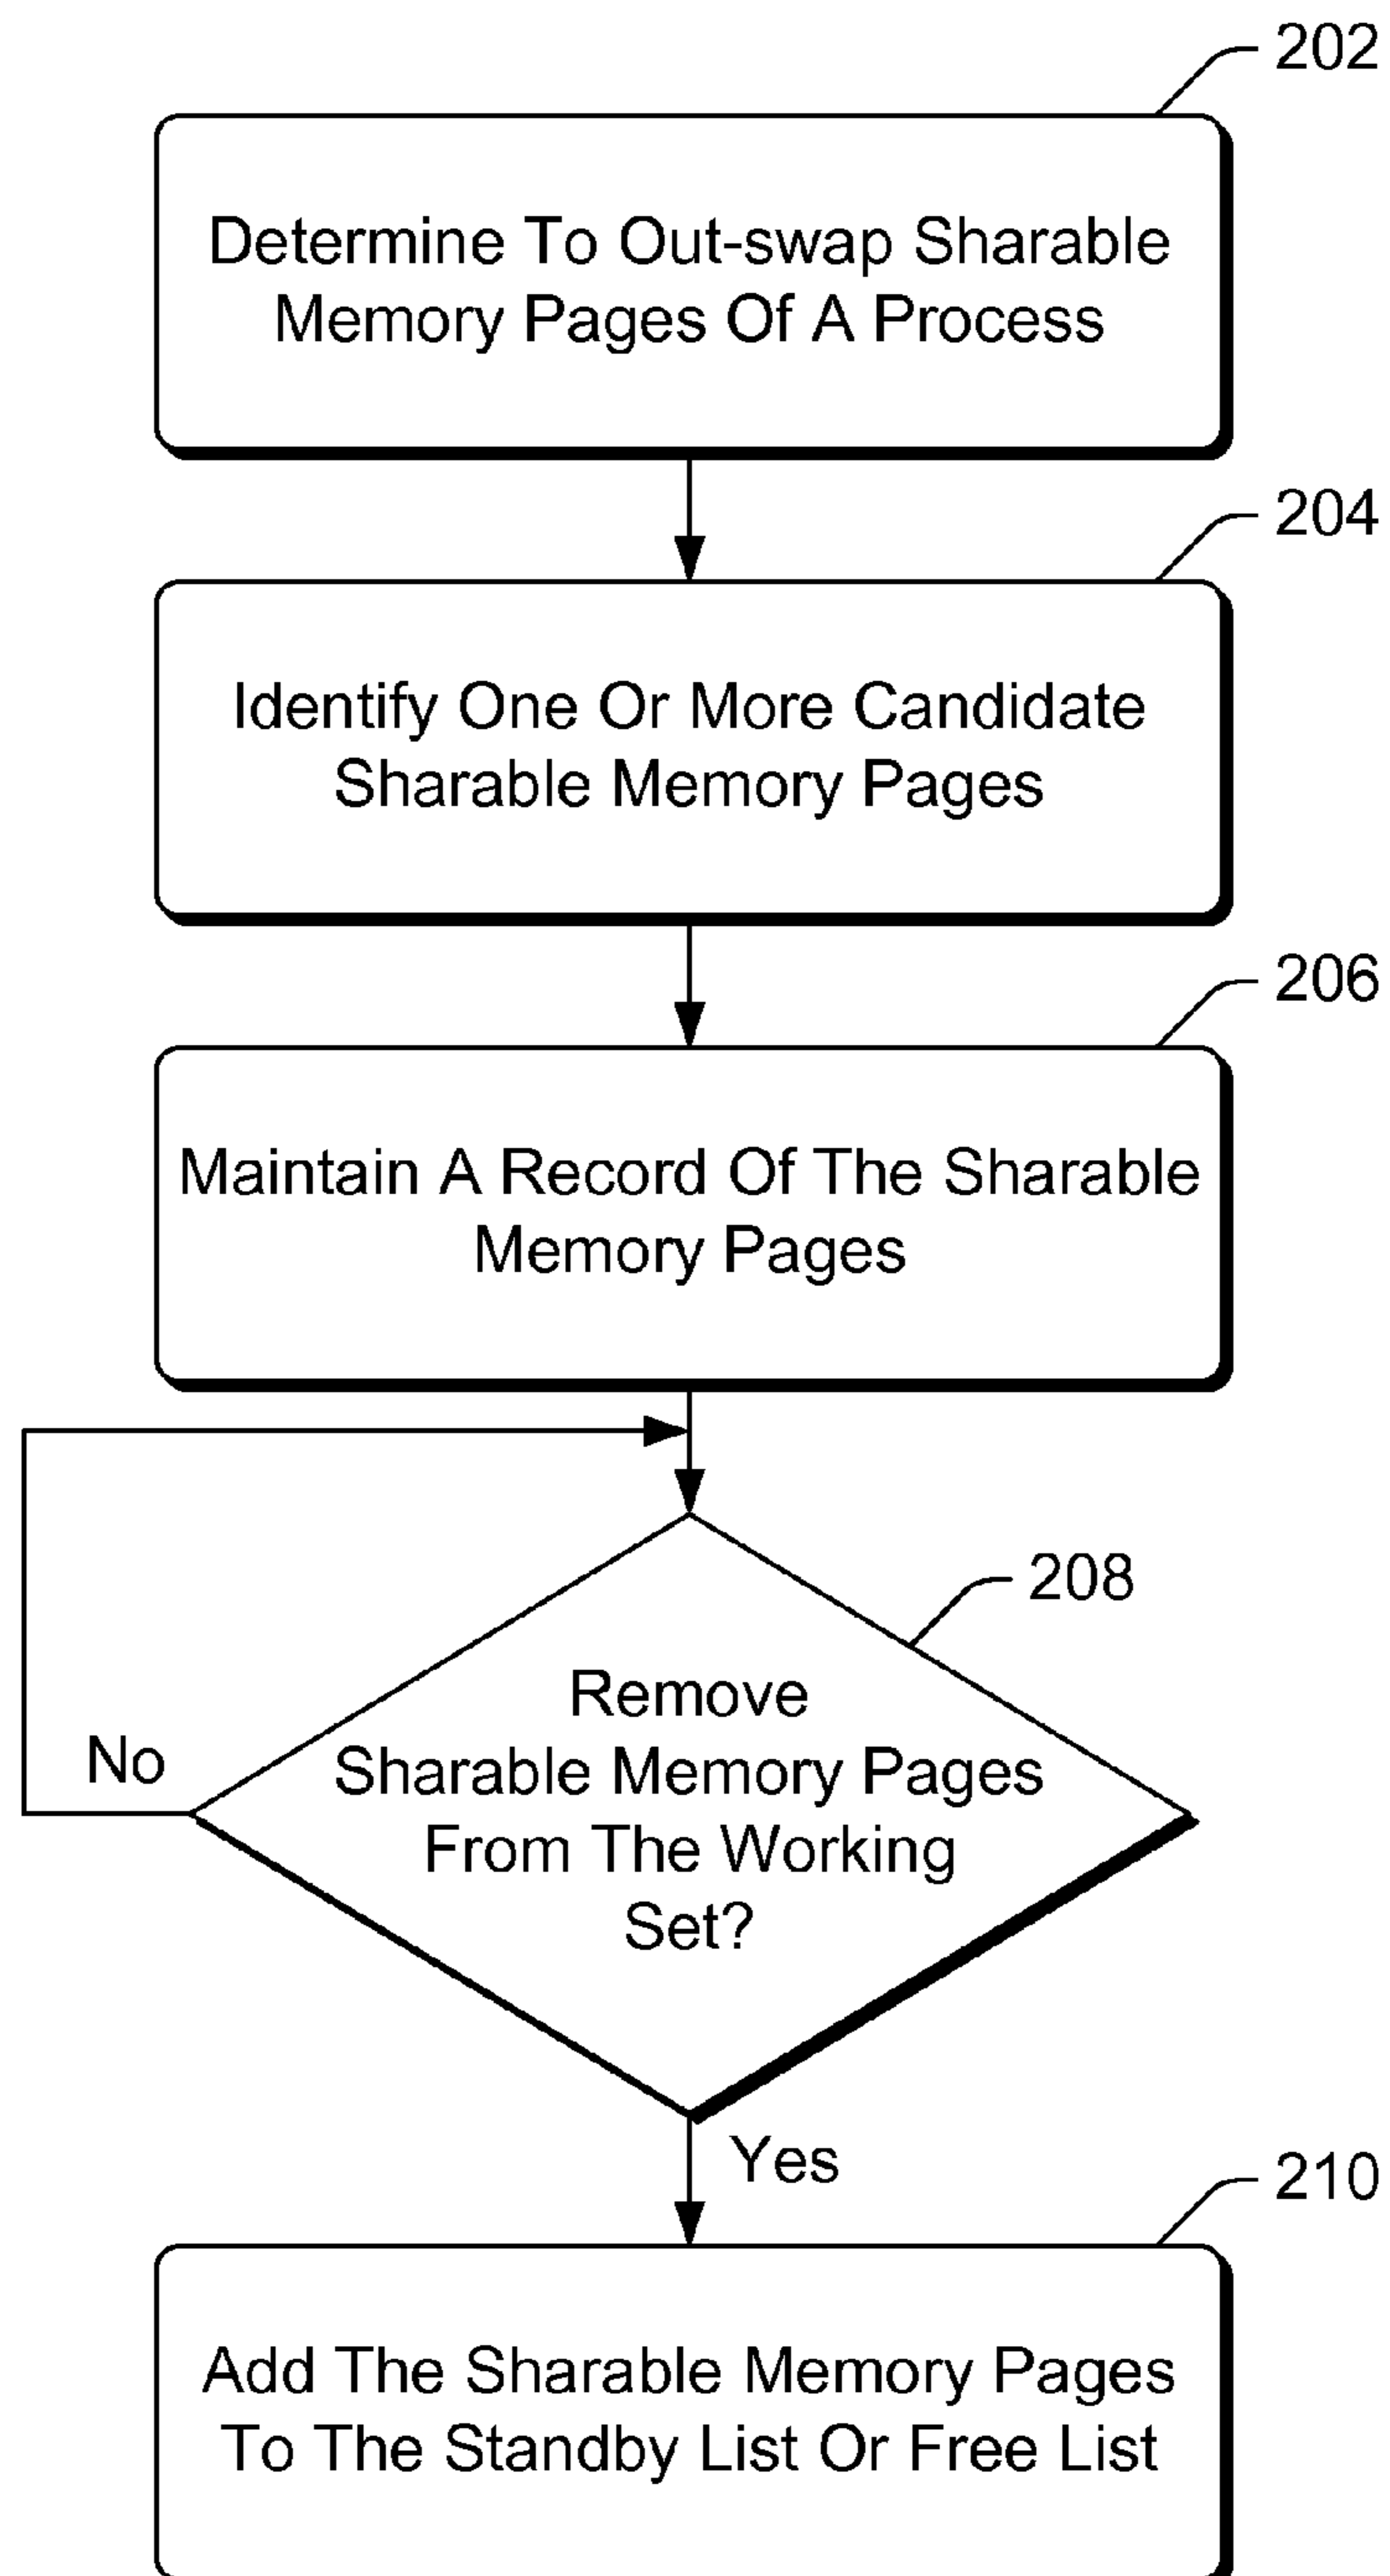 202
Determine To Out-swap Sharable
Memory Pages Of A Process
204
Identify One Or More Candidate
Sharable Memory Pages
206
Maintain A Record Of The Sharable
Memory Pages
208
Remove
Sharable Memory Pages
From The Working
Set?
No
Yes
210
Add The Sharable Memory Pages
To The Standby List Or Free List